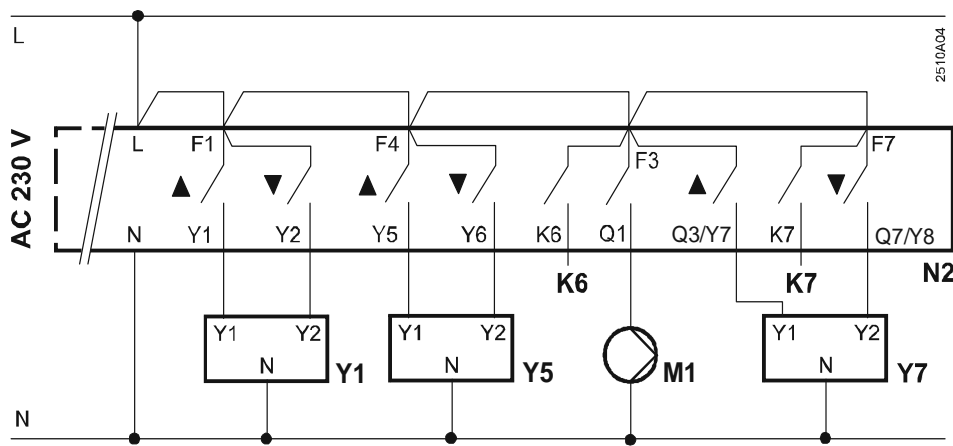 L
2510A04
AC 230 V
L F1 F4 F3 F7
▲ ▼ ▲ ▼ ▲ ▼
N Y1 Y2 Y5 Y6 K6 Q1 Q3/Y7 K7 Q7/Y8
K6 K7 N2
Y1 Y2 Y1 Y2 Y1 Y2
N Y1 N Y5 M1 N Y7
N